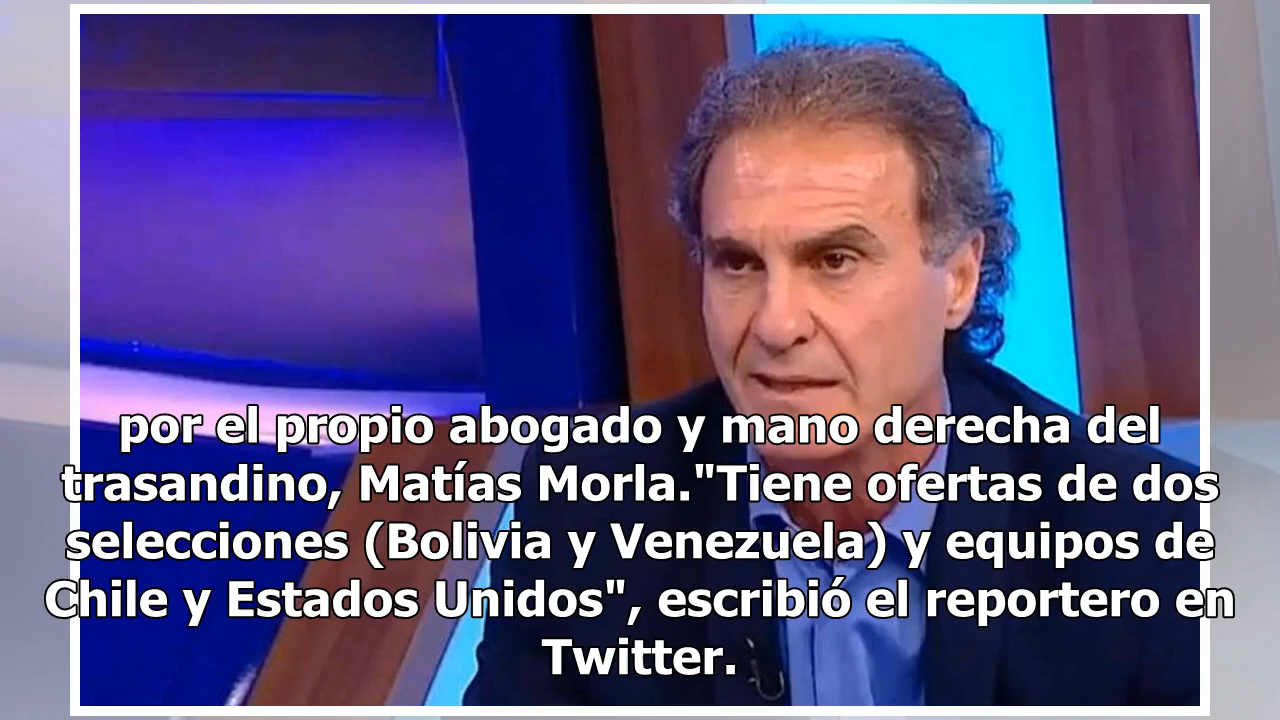 por el propio abogado y mano derecha del
trasandino, Matías Morla."Tiene ofertas de dos
selecciones (Bolivia y Venezuela) y equipos de
Chile y Estados Unidos", escribió el reportero en
Twitter.